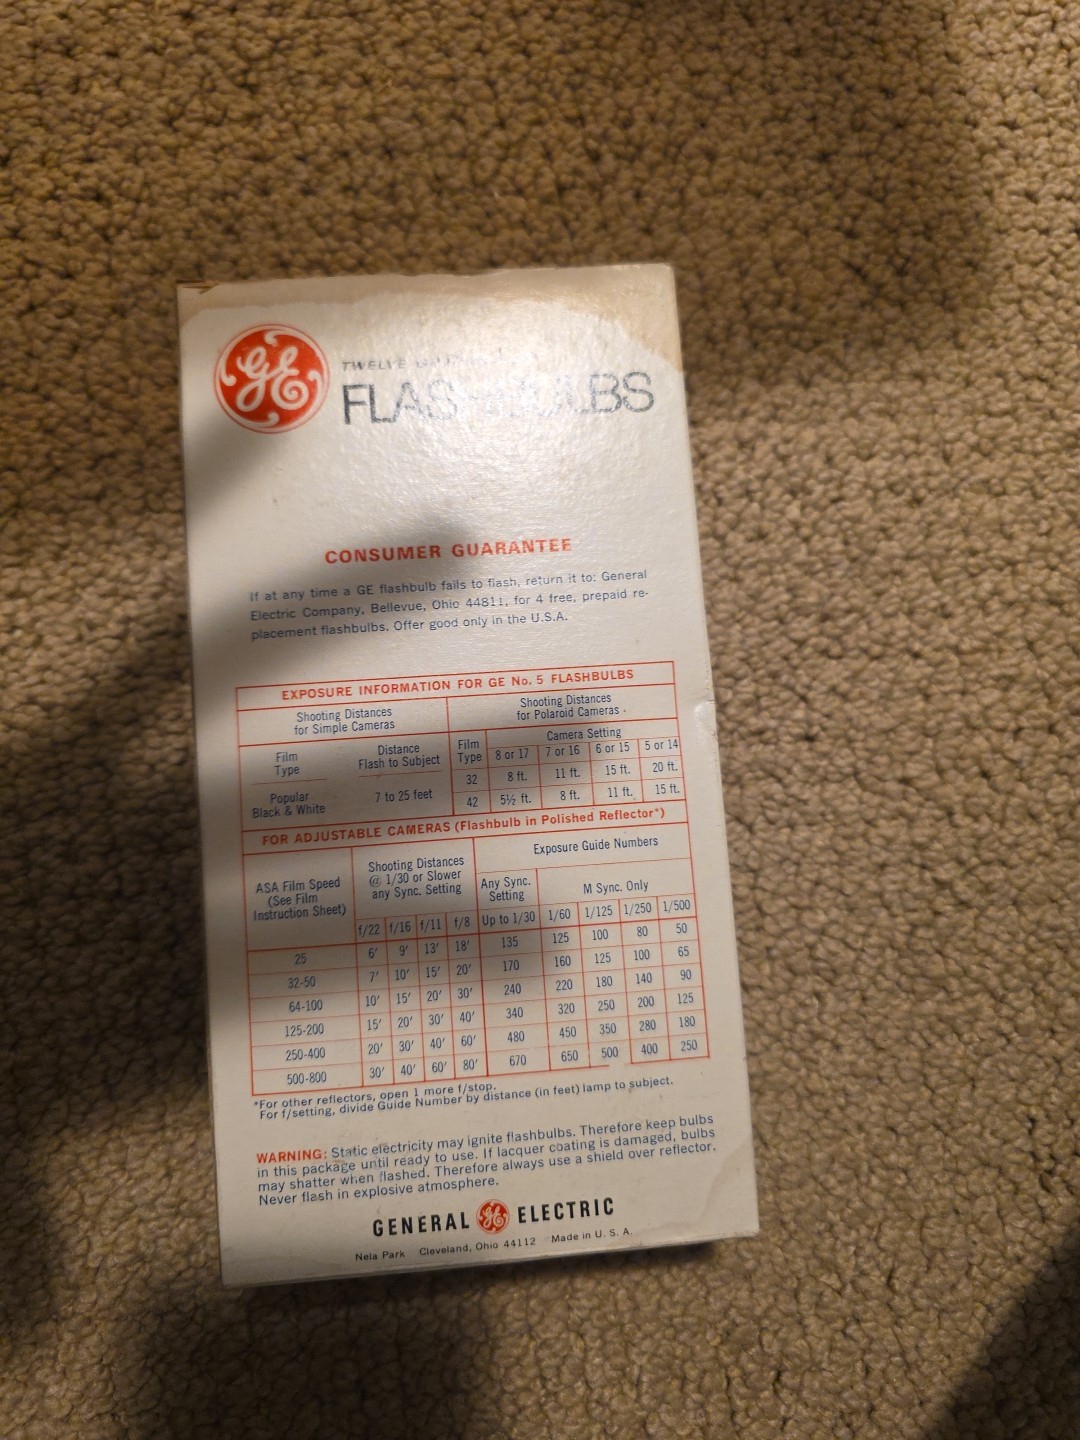 GE
TWELVE
FLASHBULBS
CONSUMER GUARANTEE
If at any time a GE flashbulb fails to flash, return it to: General
Electric Company, Bellevue, Ohio 44811, for 4 free, prepaid re-
placement flashbulbs. Offer good only in the U.S.A.
EXPOSURE INFORMATION FOR GE No. 5 FLASHBULBS
Shooting Distances
for Simple Cameras
Shooting Distances
for Polaroid Cameras
Film
Type
Distance
Flash to Subject
Film
Type
Camera Setting
8 or 17 7 or 16 6 or 15 5 or 14
Popular
Black & White
7 to 25 feet
32 8 ft. 11 ft. 15 ft. 20 ft.
42 5½ ft. 8 ft. 11 ft. 15 ft.
FOR ADJUSTABLE CAMERAS (Flashbulb in Polished Reflector*)
ASA Film Speed
(See Film
Instruction Sheet)
Shooting Distances
@ 1/30 or Slower
any Sync. Setting
Exposure Guide Numbers
Any Sync.
Setting
M Sync. Only
f/22 f/16 f/11 f/8 Up to 1/30 1/60 1/125 1/250 1/500
25 6′ 9′ 13′ 18′ 135 125 100 80 50
32-50 7′ 10′ 15′ 20′ 170 160 125 100 65
64-100 10′ 15′ 20′ 30′ 240 220 180 140 90
125-200 15′ 20′ 30′ 40′ 340 320 250 200 125
250-400 20′ 30′ 40′ 60′ 480 450 350 280 180
500-800 30′ 40′ 60′ 80′ 670 650 500 400 250
*For other reflectors, open 1 more f/stop.
For f/setting, divide Guide Number by distance (in feet) lamp to subject.
WARNING: Static electricity may ignite flashbulbs. Therefore keep bulbs
in this package until ready to use. If lacquer coating is damaged, bulbs
may shatter when flashed. Therefore always use a shield over reflector.
Never flash in explosive atmosphere.
GENERAL GE ELECTRIC
Nela Park Cleveland, Ohio 44112 Made in U. S. A.